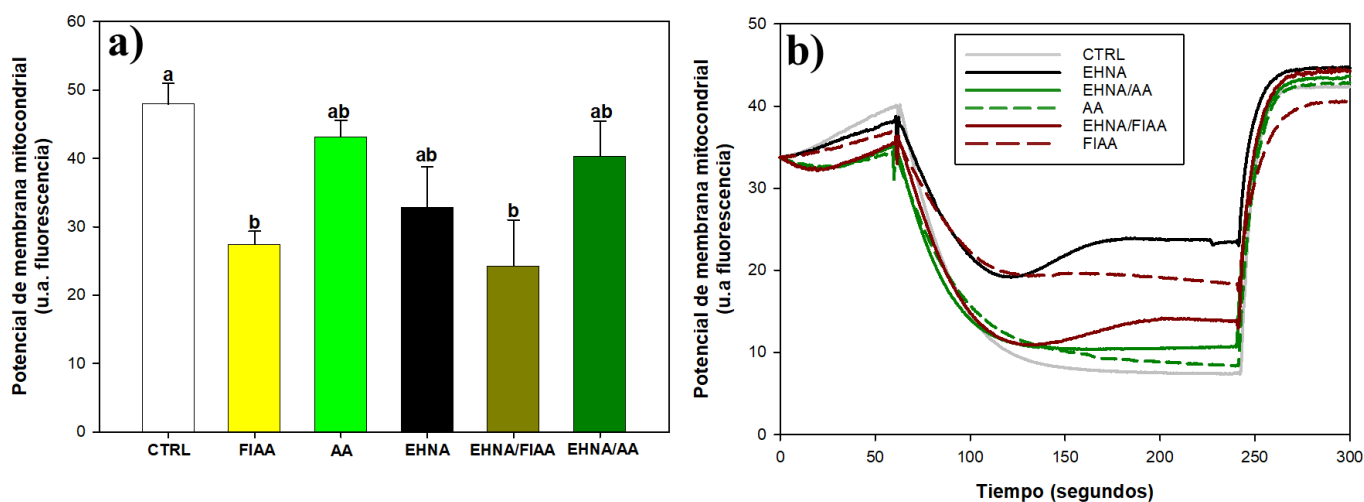 a)
Potencial de membrana mitocondrial
(u.a. fluorescencia)
60
50
40
30
20
10
0
a
b
ab
ab
b
ab
CTRL
FIAA
AA
EHNA
EHNA/FIAA
EHNA/AA
b)
Potencial de membrana mitocondrial
(u.a fluorescencia)
50
40
30
20
10
0
CTRL
EHNA
EHNA/AA
AA
EHNA/FIAA
FIAA
0
50
100
150
200
250
300
Tiempo (segundos)